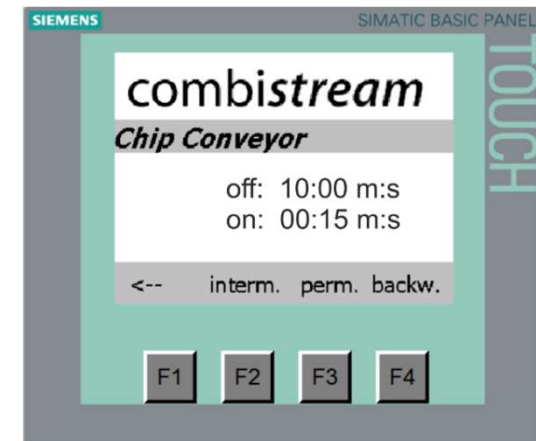 SIEMENS
SIMATIC BASIC PANEL
TOUCH
combistream
Chip Conveyor
off: 10:00 m:s
on: 00:15 m:s
<-- interm. perm. backw.
F1 F2 F3 F4